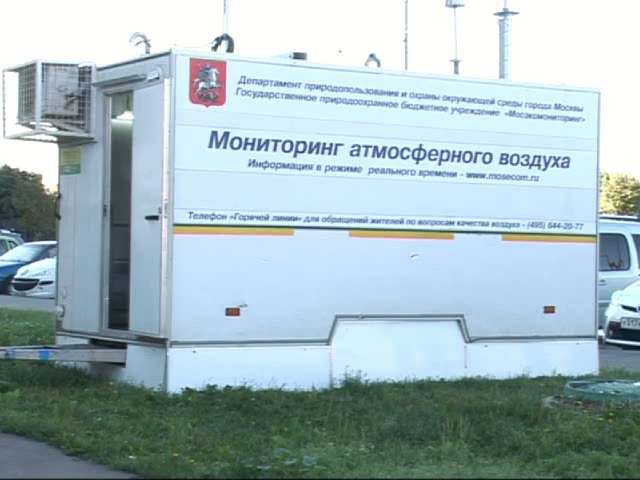 Департамент природопользования и охраны окружающей среды города Москвы
Государственное природоохранное бюджетное учреждение «Мосэкомониторинг»
Мониторинг атмосферного воздуха
Информация в режиме реального времени - www.mosecom.ru
Телефон «Горячей линии» для обращений жителей по вопросам качества воздуха - (495) 644-20-77